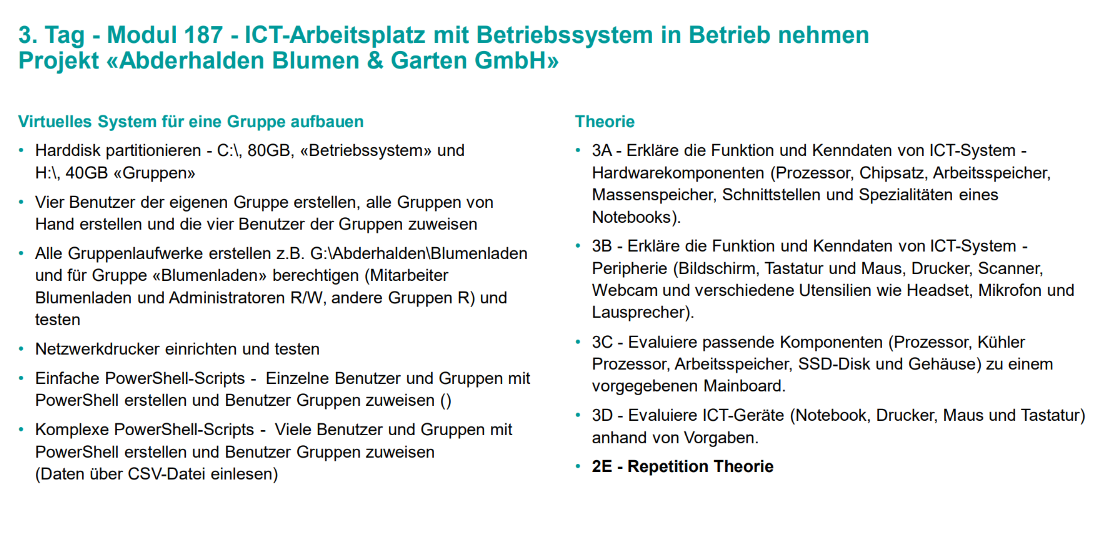 3. Tag - Modul 187 - ICT-Arbeitsplatz mit Betriebssystem in Betrieb nehmen
Projekt «Abderhalden Blumen & Garten GmbH»
Virtuelles System für eine Gruppe aufbauen
• Harddisk partitionieren - C:\, 80GB, «Betriebssystem» und
H:\, 40GB «Gruppen»
• Vier Benutzer der eigenen Gruppe erstellen, alle Gruppen von
Hand erstellen und die vier Benutzer der Gruppen zuweisen
• Alle Gruppenlaufwerke erstellen z.B. G:\Abderhalden\Blumenladen
und für Gruppe «Blumenladen» berechtigen (Mitarbeiter
Blumenladen und Administratoren R/W, andere Gruppen R) und
testen
• Netzwerkdrucker einrichten und testen
• Einfache PowerShell-Scripts - Einzelne Benutzer und Gruppen mit
PowerShell erstellen und Benutzer Gruppen zuweisen ()
• Komplexe PowerShell-Scripts - Viele Benutzer und Gruppen mit
PowerShell erstellen und Benutzer Gruppen zuweisen
(Daten über CSV-Datei einlesen)
Theorie
• 3A - Erkläre die Funktion und Kenndaten von ICT-System -
Hardwarekomponenten (Prozessor, Chipsatz, Arbeitsspeicher,
Massenspeicher, Schnittstellen und Spezialitäten eines
Notebooks).
• 3B - Erkläre die Funktion und Kenndaten von ICT-System -
Peripherie (Bildschirm, Tastatur und Maus, Drucker, Scanner,
Webcam und verschiedene Utensilien wie Headset, Mikrofon und
Lausprecher).
• 3C - Evaluiere passende Komponenten (Prozessor, Kühler
Prozessor, Arbeitsspeicher, SSD-Disk und Gehäuse) zu einem
vorgegebenen Mainboard.
• 3D - Evaluiere ICT-Geräte (Notebook, Drucker, Maus und Tastatur)
anhand von Vorgaben.
• 2E - Repetition Theorie